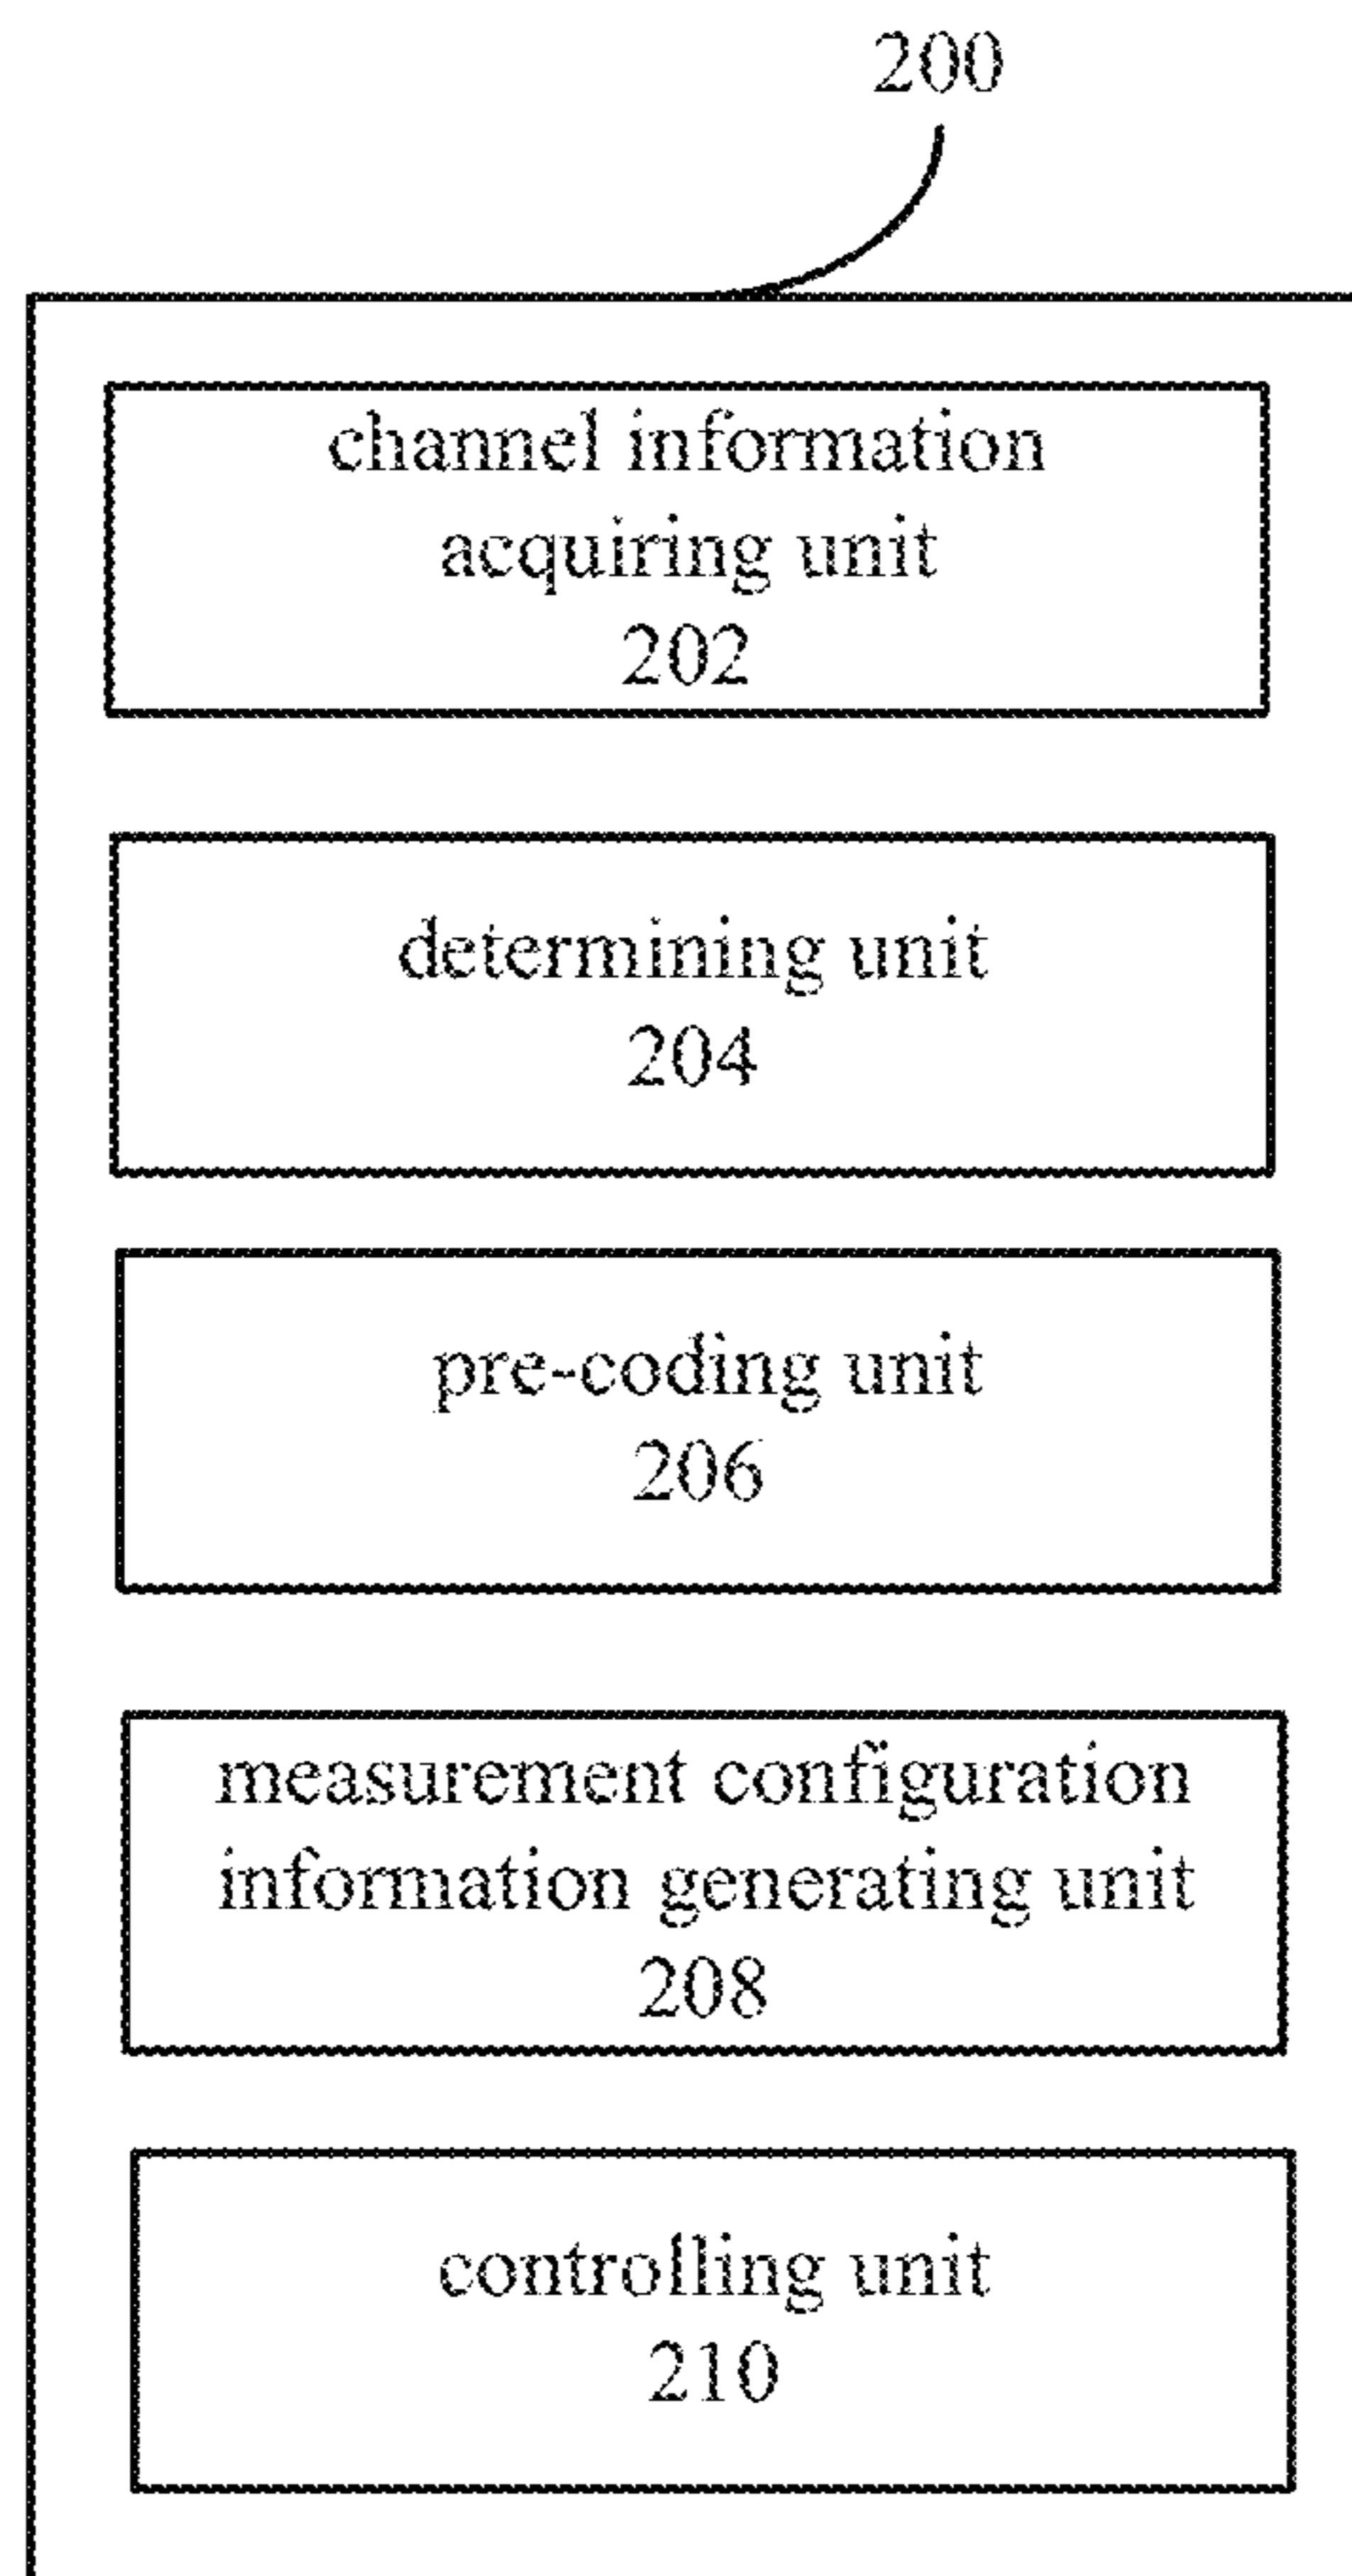 200
channel information
acquiring unit
202
determining unit
204
pre-coding unit
206
measurement configuration
information generating unit
208
controlling unit
210